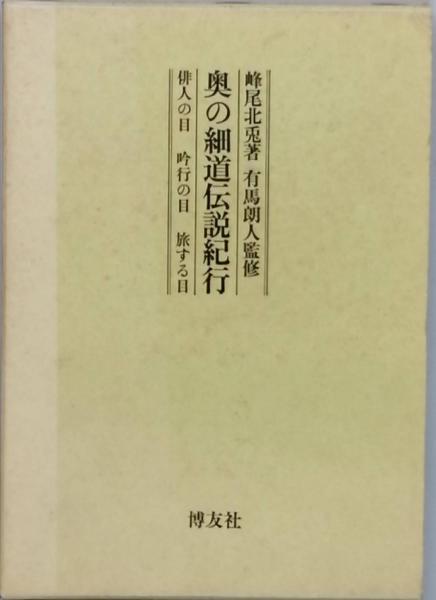 峰尾北兎著 有馬朗人監修
奥の細道伝説紀行
俳人の目 吟行の目 旅する目
博友社